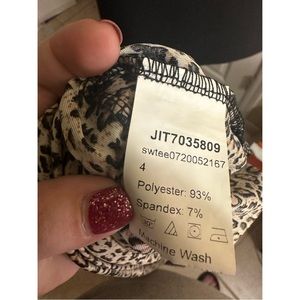 JIT7035809
swtee0720052167
4
Polyester: 93%
Spandex: 7%
Machine Wash